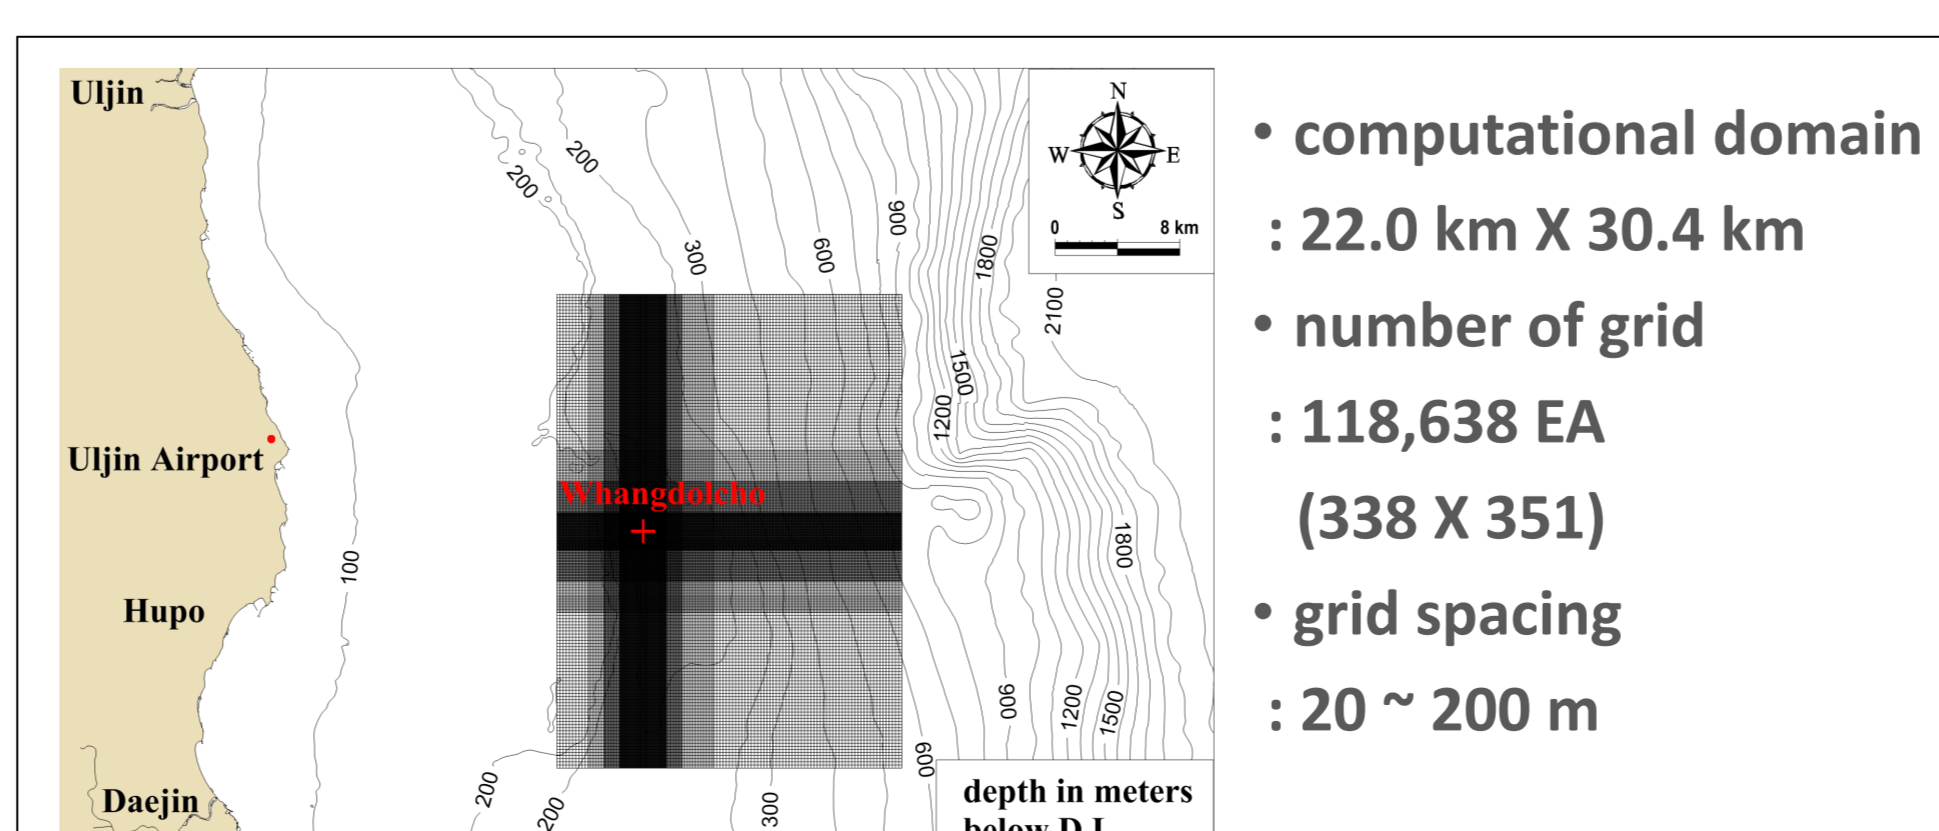 Uljin
N
W
E
S
0 8 km
200
200
300
600
900
1800
2100
1500
1200
Uljin Airport
Whangdolcho
100
1800
Hupo
900
1200
1500
600
200
200
300
Daejin
depth in meters
below D.L.
• computational domain
: 22.0 km X 30.4 km
• number of grid
: 118,638 EA
(338 X 351)
• grid spacing
: 20 ~ 200 m